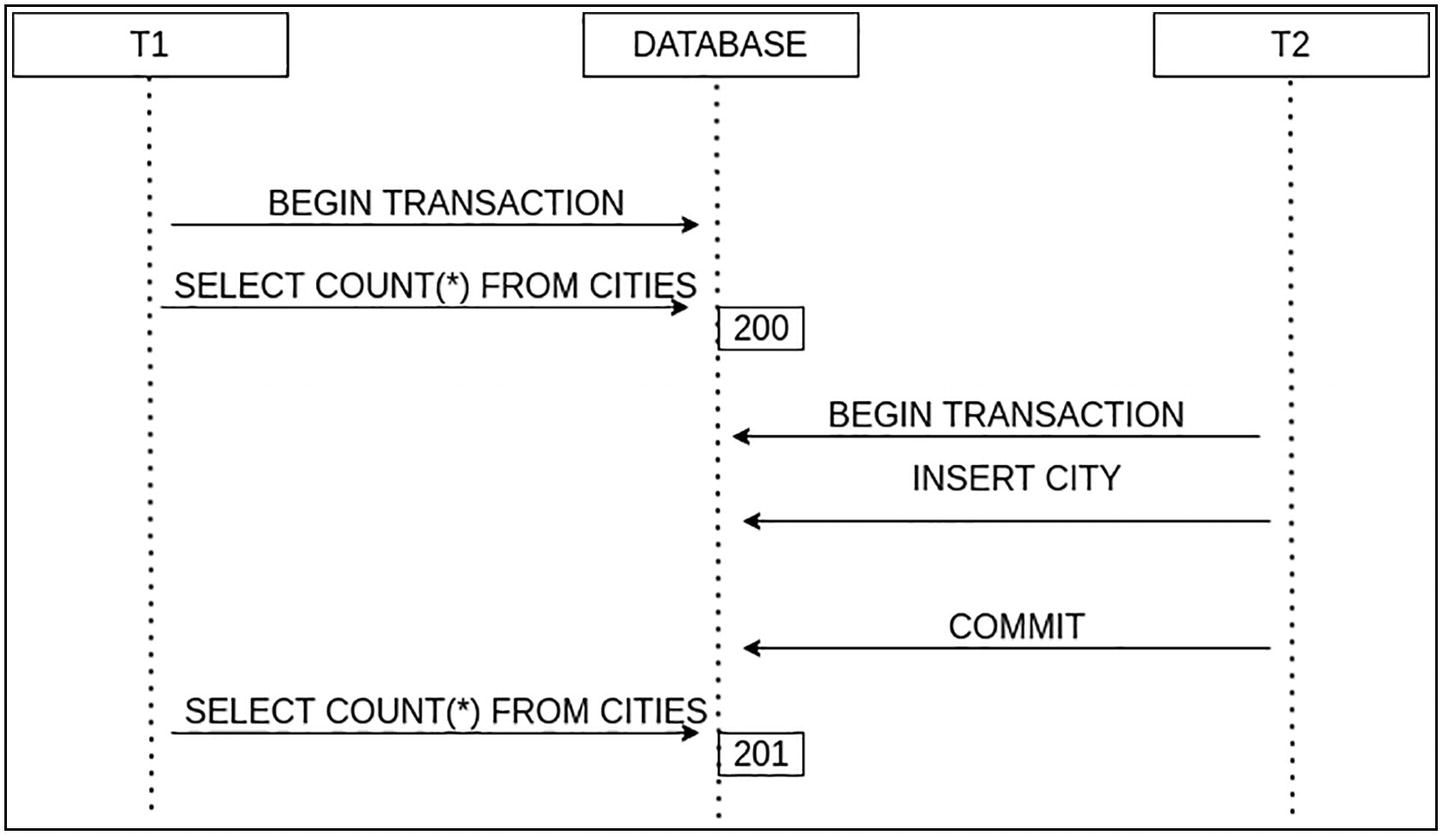 T1
DATABASE
T2
BEGIN TRANSACTION
SELECT COUNT(*) FROM CITIES
200
BEGIN TRANSACTION
INSERT CITY
COMMIT
SELECT COUNT(*) FROM CITIES
201